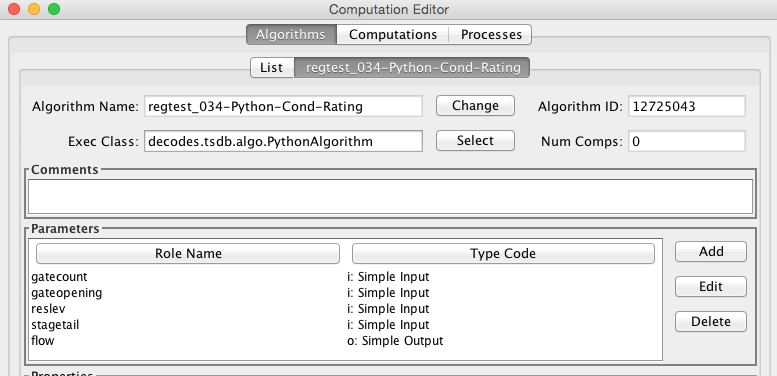 Computation Editor
Algorithms Computations Processes
List regtest_034-Python-Cond-Rating
Algorithm Name: regtest_034-Python-Cond-Rating Change Algorithm ID: 12725043
Exec Class: decodes.tsdb.algo.PythonAlgorithm Select Num Comps: 0
Comments
Parameters
Role Name Type Code Add
gatecount i: Simple Input
gateopening i: Simple Input Edit
reslev i: Simple Input
stagetail i: Simple Input Delete
flow o: Simple Output
Properties